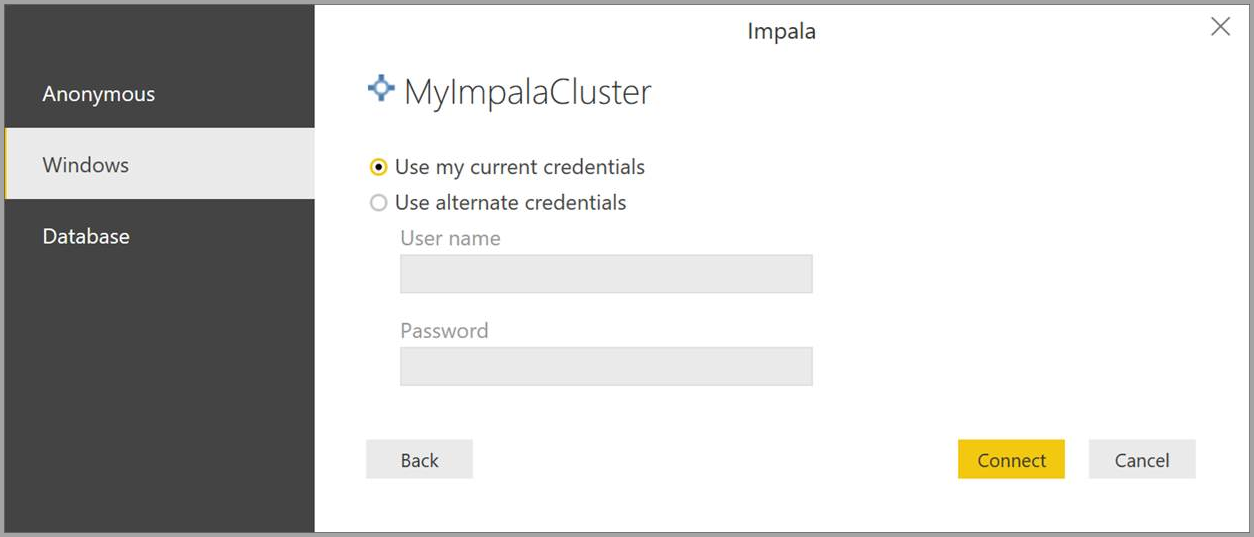 Impala
Anonymous
Windows
Database
MyImpalaCluster
Use my current credentials
Use alternate credentials
User name
Password
Back
Connect
Cancel